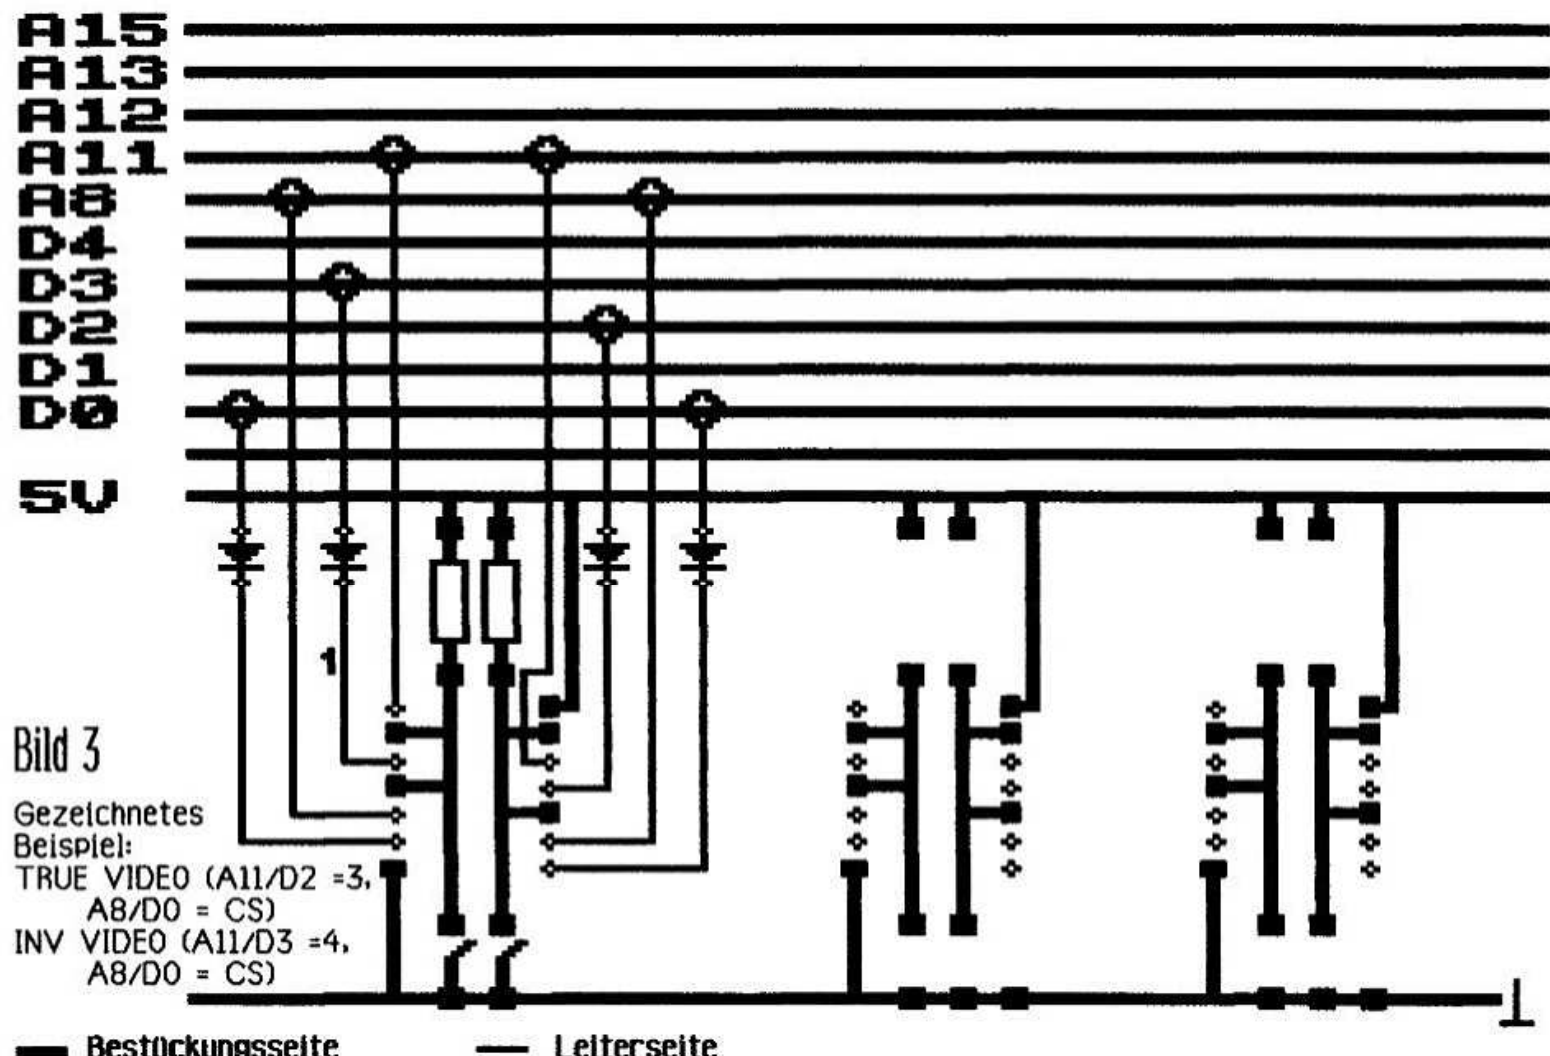 A15
A13
A12
A11
A8
D4
D3
D2
D1
D0
5V
1
Bild 3
Gezeichnetes
Beispiel:
TRUE VIDEO (A11/D2 =3,
A8/D0 = CS)
INV VIDEO (A11/D3 =4,
A8/D0 = CS)
Bestückungsseite
Leiterseite